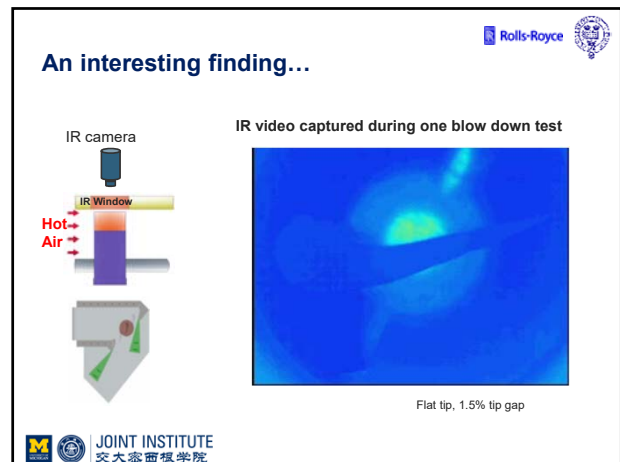 Rolls-Royce
An interesting finding…
IR video captured during one blow down test
IR camera
IR Window
Hot
Air
Flat tip, 1.5% tip gap
M
JOINT INSTITUTE
交大密西根学院